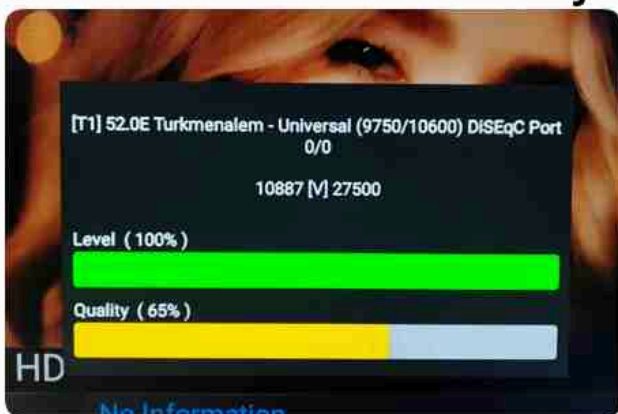 [T1] 52.0E Turkmenalem - Universal (9750/10600) DiSEqC Port
0/0
10887 [V] 27500
Level ( 100% )
Quality ( 65% )
HD
No Information